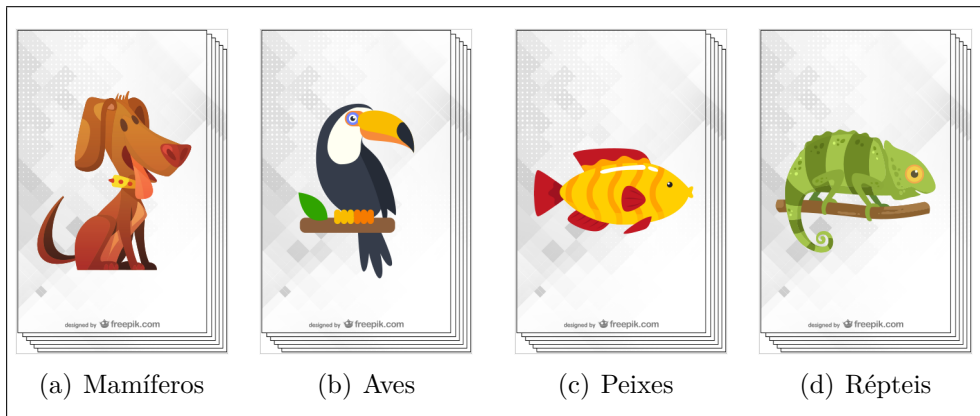 designed by freepik.com
designed by freepik.com
designed by freepik.com
designed by freepik.com
(a) Mamíferos
(b) Aves
(c) Peixes
(d) Répteis